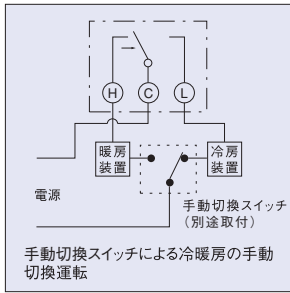 H C L
暖房 冷房
装置 装置
電源
手動切換スイッチ
（別途取付）
手動切換スイッチによる冷暖房の手動
切換運転